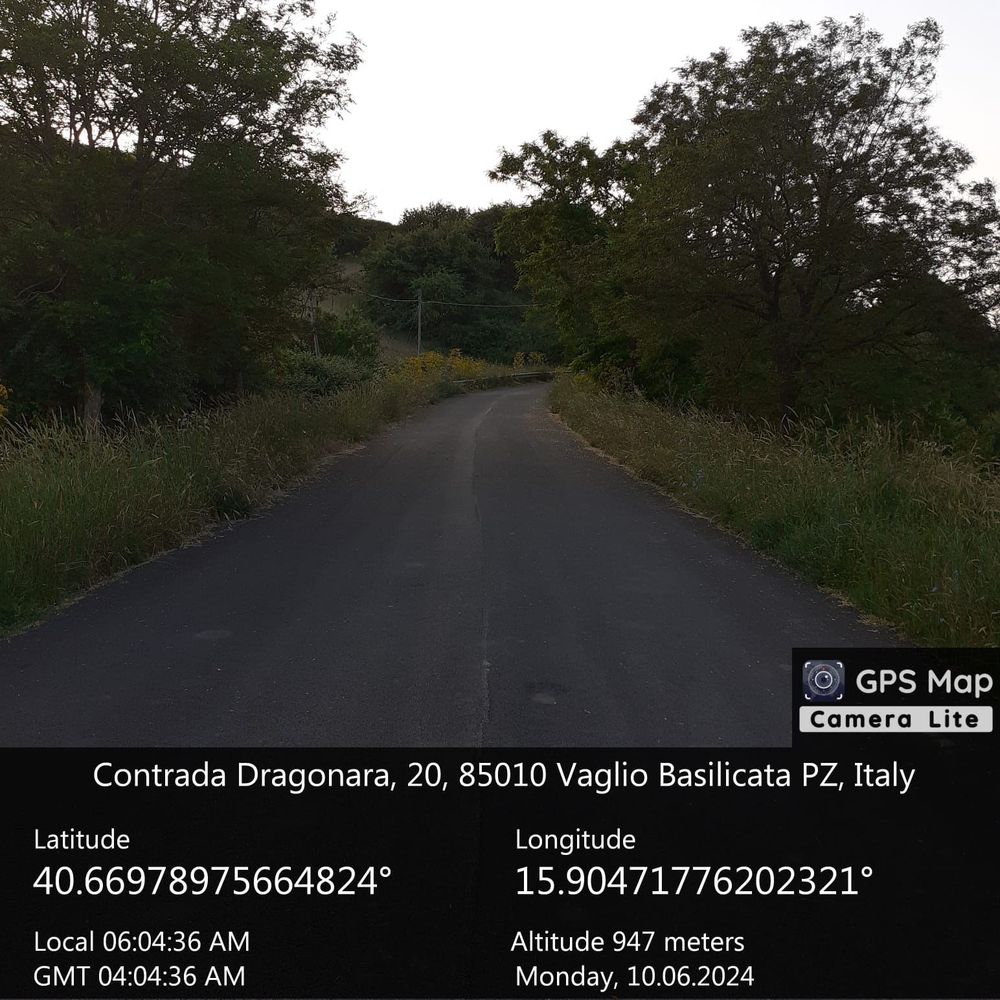 GPS Map
Camera Lite
Contrada Dragonara, 20, 85010 Vaglio Basilicata PZ, Italy
Latitude
40.66978975664824°
Longitude
15.90471776202321°
Local 06:04:36 AM
GMT 04:04:36 AM
Altitude 947 meters
Monday, 10.06.2024